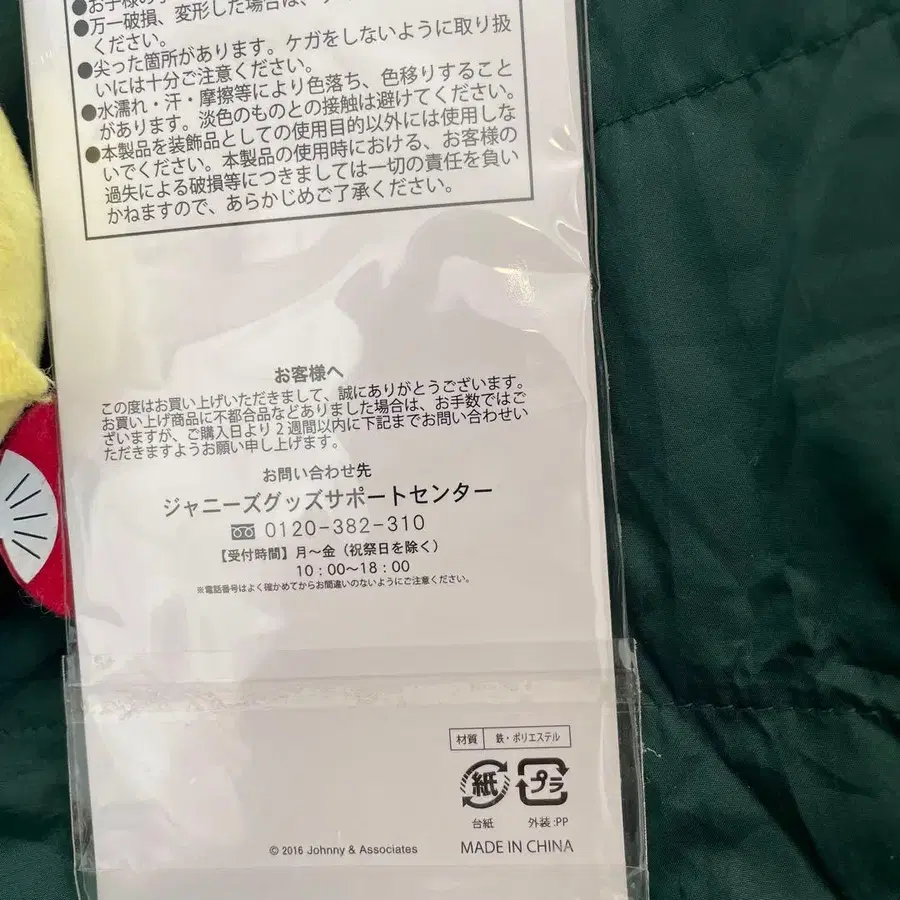 ●お子様の
●万一破損、変形した場合は、
ください。
●尖った箇所があります。ケガをしないように取り扱
いには十分ご注意ください。
●水濡れ・汗・摩擦等により色落ち、色移りすること
があります。淡色のものとの接触は避けてください。
●本製品を装飾品としての使用目的以外には使用しな
いでください。本製品の使用時における、お客様の
過失による破損等につきましては一切の責任を負い
かねますので、あらかじめご了承ください。
お客様へ
この度はお買い上げいただきまして、誠にありがとうございます。
お買い上げ商品に不都合品などありました場合は、お手数ではご
ざいますが、ご購入日より2週間以内に下記までお問い合わせい
ただきますようお願い申し上げます。
お問い合わせ先
ジャニーズグッズサポートセンター
0120-382-310
【受付時間】月〜金（祝祭日を除く）
10：00〜18：00
※電話番号はよく確かめてからお間違いのないようにご注意ください。
材質 鉄・ポリエステル
紙 プラ
台紙 外装:PP
© 2016 Johnny & Associates MADE IN CHINA